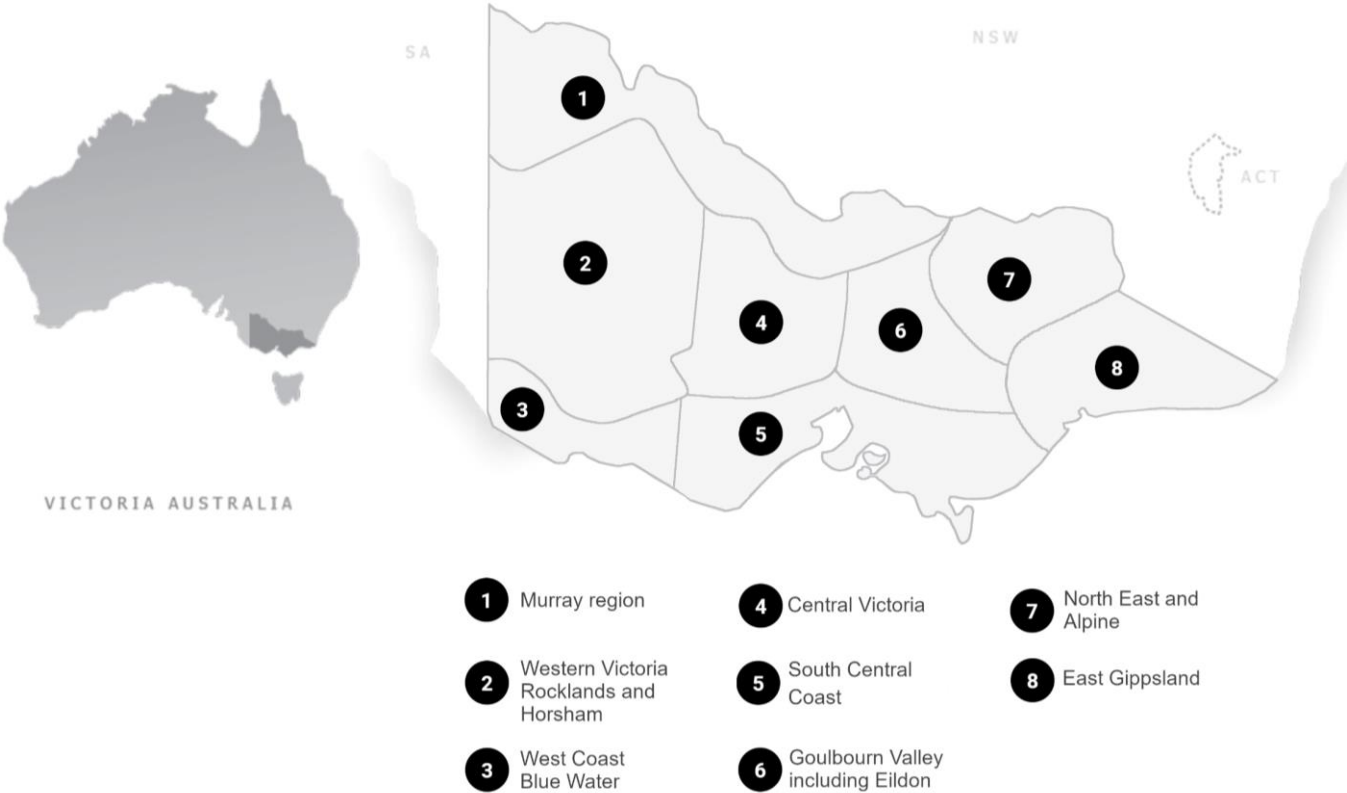 SA
NSW
ACT
1
2
3
4
5
6
7
8
VICTORIA AUSTRALIA
1 Murray region
2 Western Victoria
Rocklands and
Horsham
3 West Coast
Blue Water
4 Central Victoria
5 South Central
Coast
6 Goulbourn Valley
including Eildon
7 North East and
Alpine
8 East Gippsland